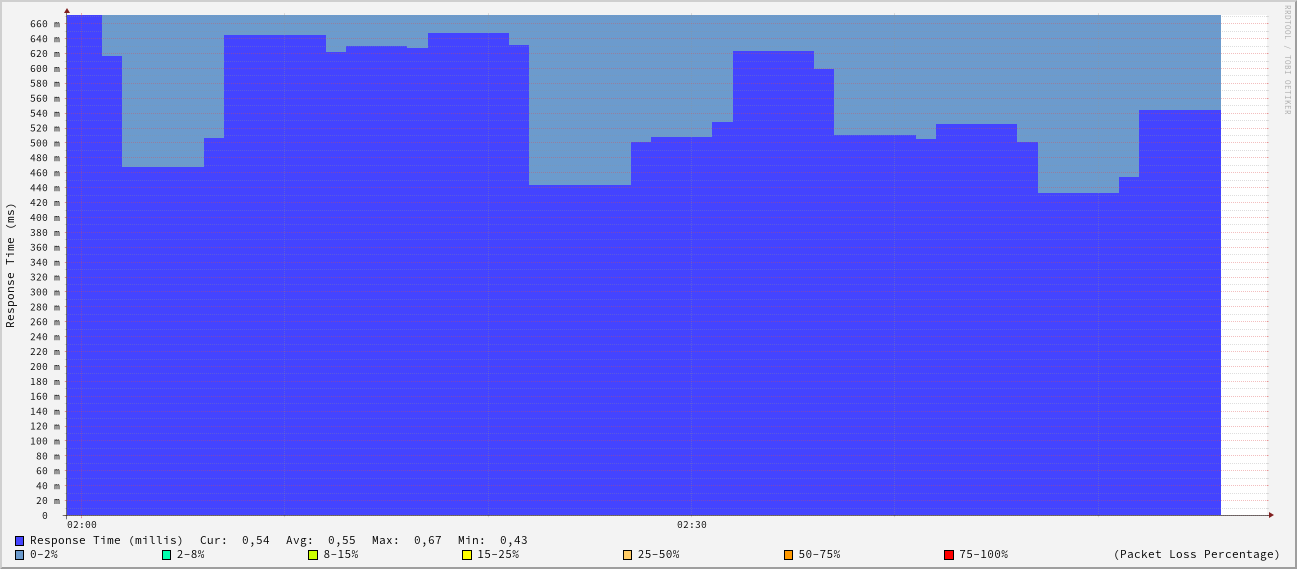 RRDTOOL / TOBI OETIKER
Response Time (ms)
660 m
640 m
620 m
600 m
580 m
560 m
540 m
520 m
500 m
480 m
460 m
440 m
420 m
400 m
380 m
360 m
340 m
320 m
300 m
280 m
260 m
240 m
220 m
200 m
180 m
160 m
140 m
120 m
100 m
80 m
60 m
40 m
20 m
0
02:00 02:30
Response Time (millis) Cur: 0,54 Avg: 0,55 Max: 0,67 Min: 0,43
0-2% 2-8% 8-15% 15-25% 25-50% 50-75% 75-100% (Packet Loss Percentage)